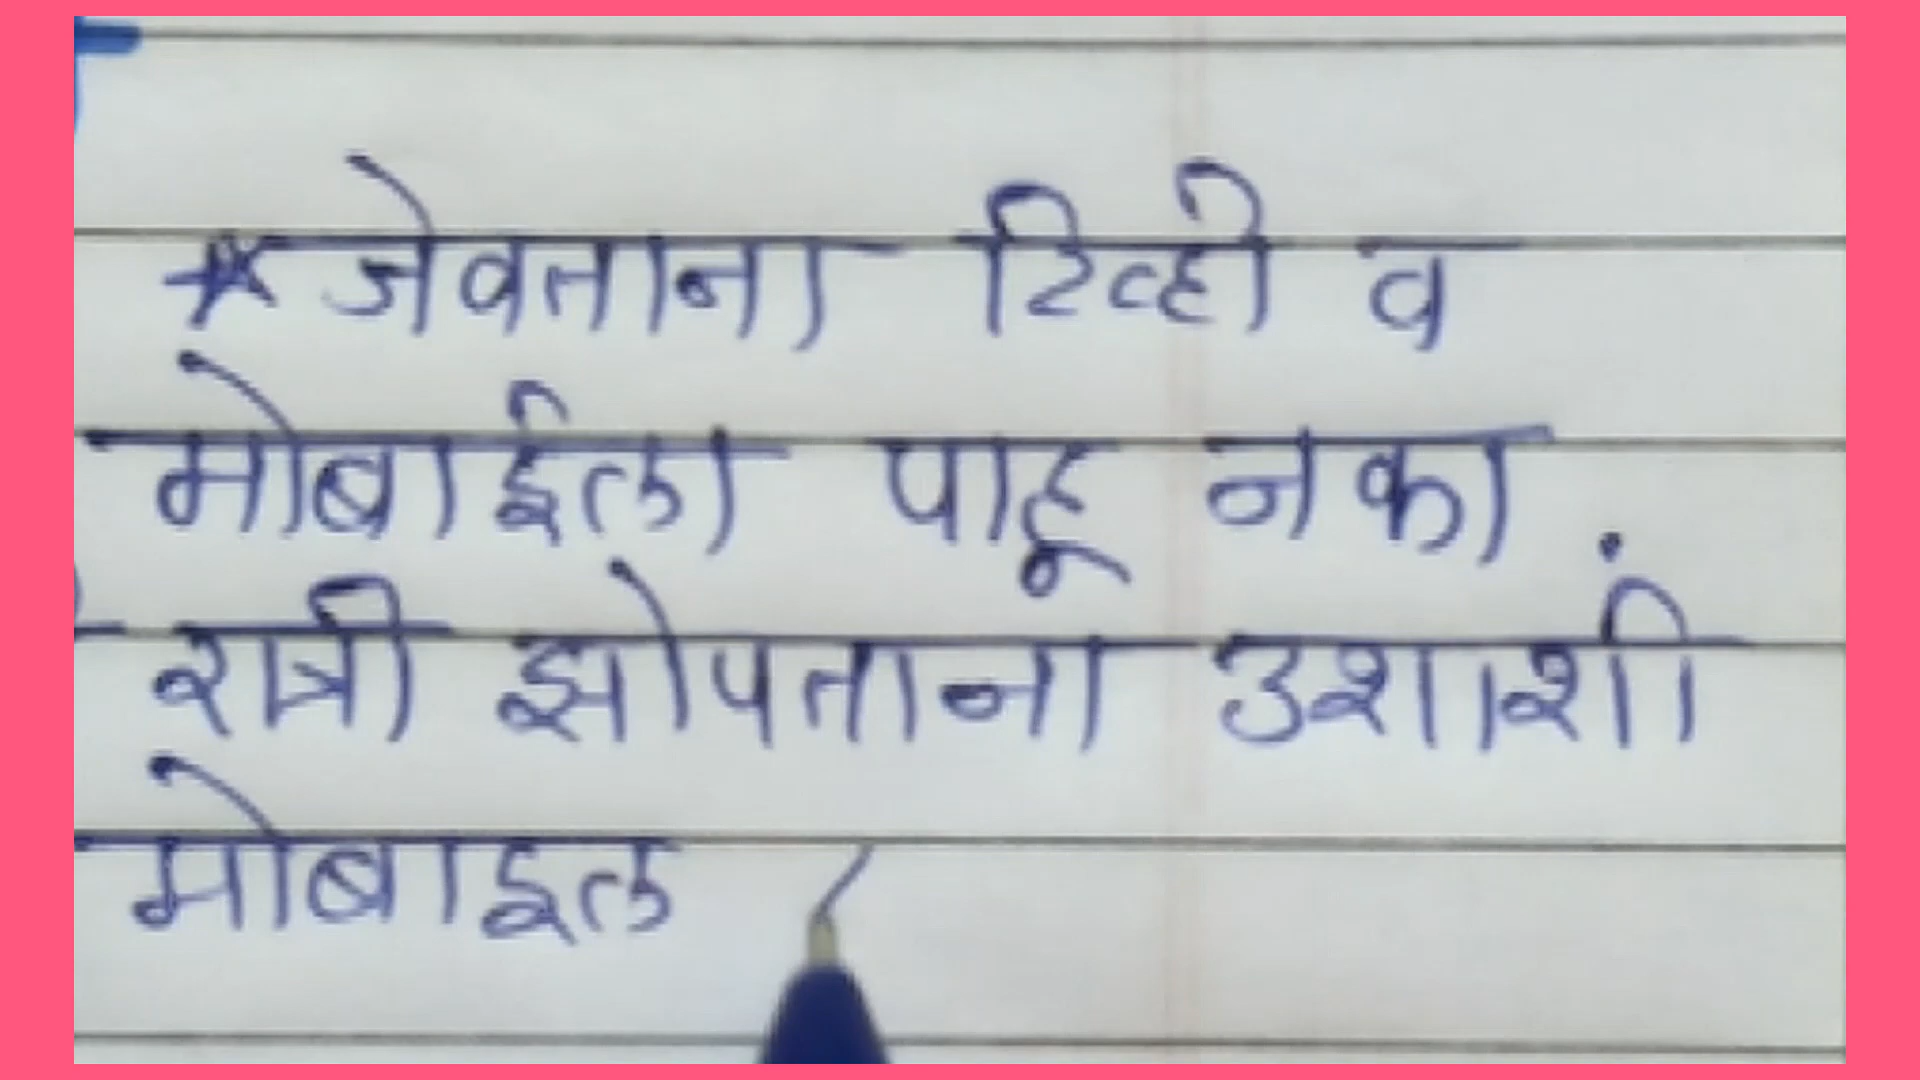 * जेवताना टिव्ही व
मोबाईल पाहू नका
रात्री झोपताना उशाशीं
मोबाइल